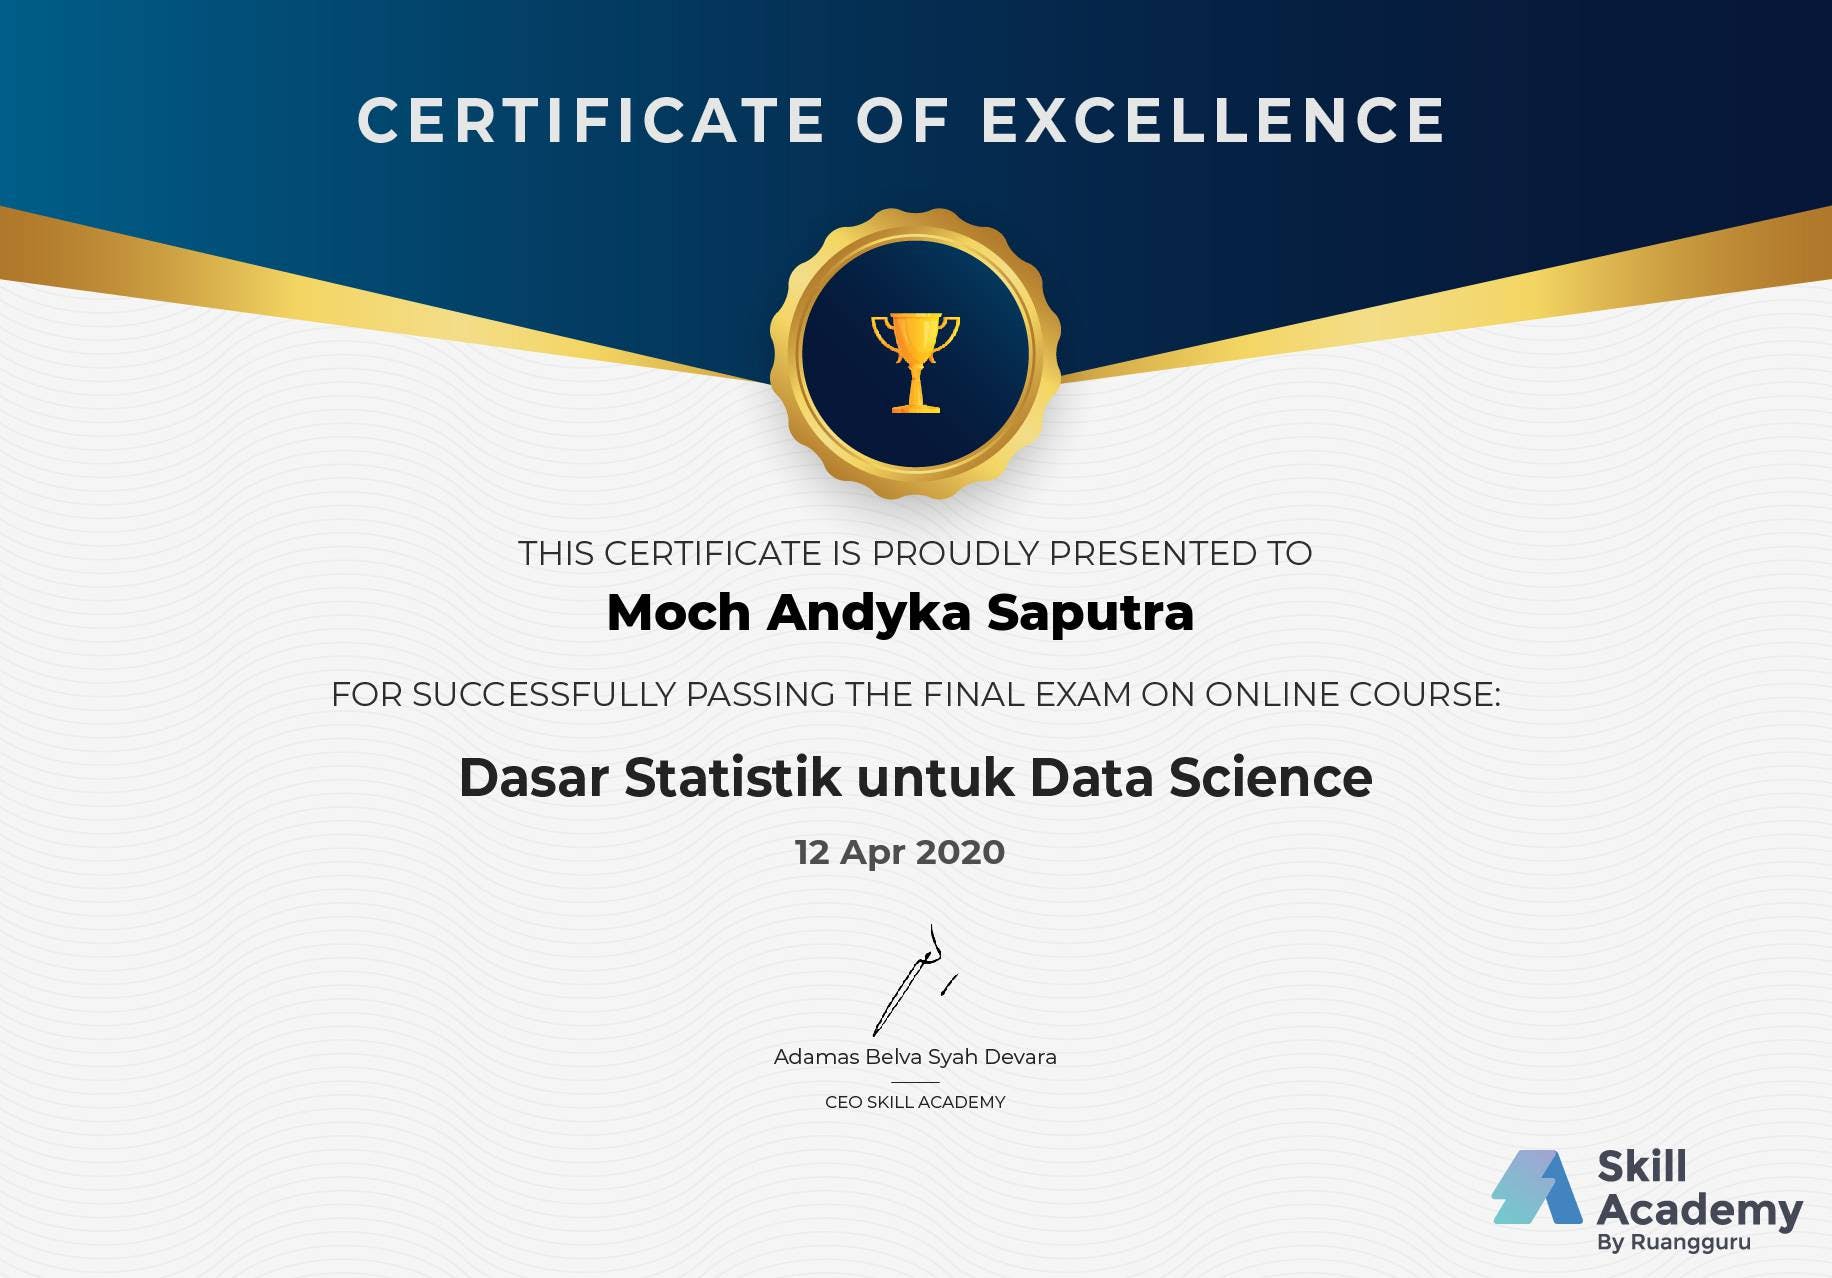 CERTIFICATE OF EXCELLENCE
THIS CERTIFICATE IS PROUDLY PRESENTED TO
Moch Andyka Saputra
FOR SUCCESSFULLY PASSING THE FINAL EXAM ON ONLINE COURSE:
Dasar Statistik untuk Data Science
12 Apr 2020
Adamas Belva Syah Devara
CEO SKILL ACADEMY
Skill
Academy
By Ruangguru